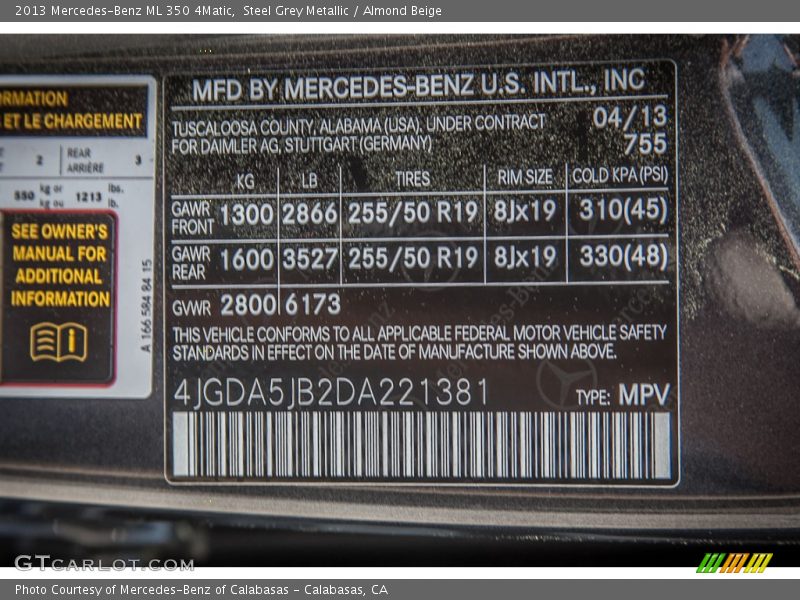 2013 Mercedes-Benz ML 350 4Matic, Steel Grey Metallic / Almond Beige
RMATION
ET LE CHARGEMENT
2 REAR ARRIÈRE 3
550 kg or kg ou 1213 lbs. lb.
SEE OWNER'S
MANUAL FOR
ADDITIONAL
INFORMATION
A 166 584 84 15
MFD BY MERCEDES-BENZ U.S. INTL., INC
TUSCALOOSA COUNTY, ALABAMA (USA), UNDER CONTRACT 04/13
FOR DAIMLER AG, STUTTGART (GERMANY) 755
KG LB TIRES RIM SIZE COLD KPA (PSI)
GAWR FRONT 1300 2866 255/50 R19 8Jx19 310(45)
GAWR REAR 1600 3527 255/50 R19 8Jx19 330(48)
GVWR 2800 6173
THIS VEHICLE CONFORMS TO ALL APPLICABLE FEDERAL MOTOR VEHICLE SAFETY
STANDARDS IN EFFECT ON THE DATE OF MANUFACTURE SHOWN ABOVE.
4JGDA5JB2DA221381 TYPE: MPV
GTCARLOT.COM
Photo Courtesy of Mercedes-Benz of Calabasas - Calabasas, CA